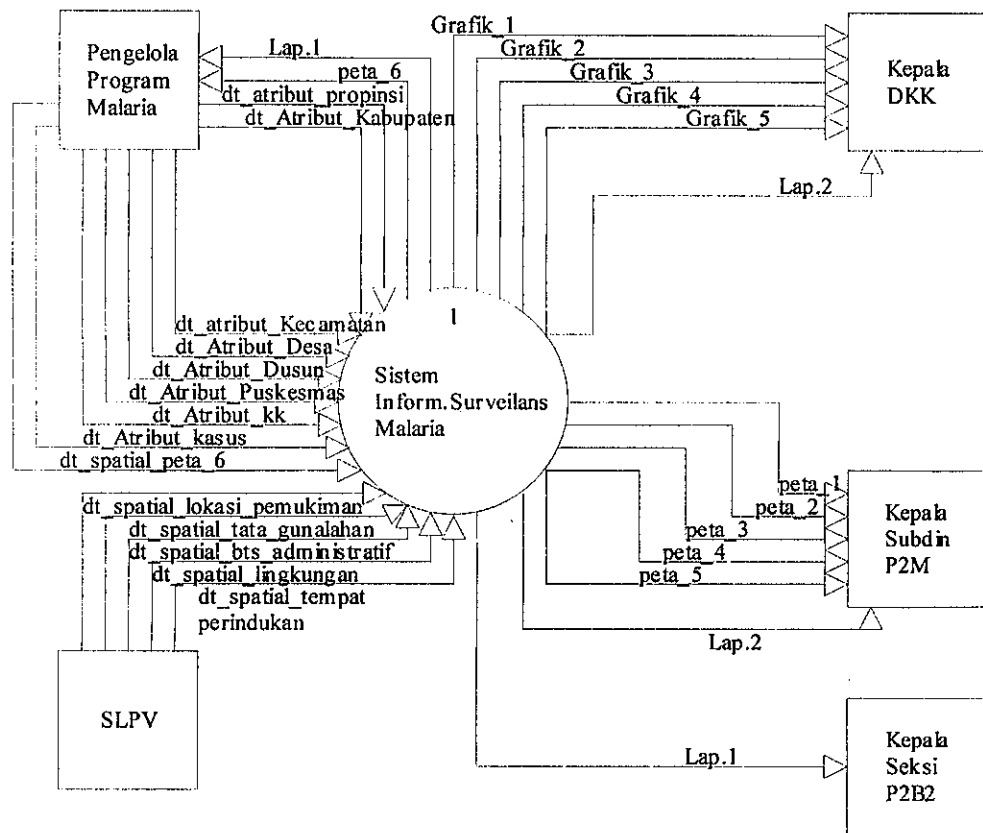 Pengelola
Program
Malaria
Lap.1
peta_6
dt_atribut_propinsi
dt_Atribut_Kabupaten
Grafik_1
Grafik_2
Grafik_3
Grafik_4
Grafik_5
Kepala
DKK
Lap.2
1
Sistem
Inform.Surveilans
Malaria
dt_atribut_Kecamatan
dt_Atribut_Desa
dt_Atribut_Dusun
dt_Atribut_Puskesmas
dt_Atribut_kk
dt_Atribut_kasus
dt_spatial_peta_6
dt_spatial_lokasi_pemukiman
dt_spatial_tata_gunalahan
dt_spatial_bts_administratif
dt_spatial_lingkungan
dt_spatial_tempat
perindukan
peta_1
peta_2
peta_3
peta_4
peta_5
Kepala
Subdin
P2M
Lap.2
SLPV
Lap.1
Kepala
Seksi
P2B2